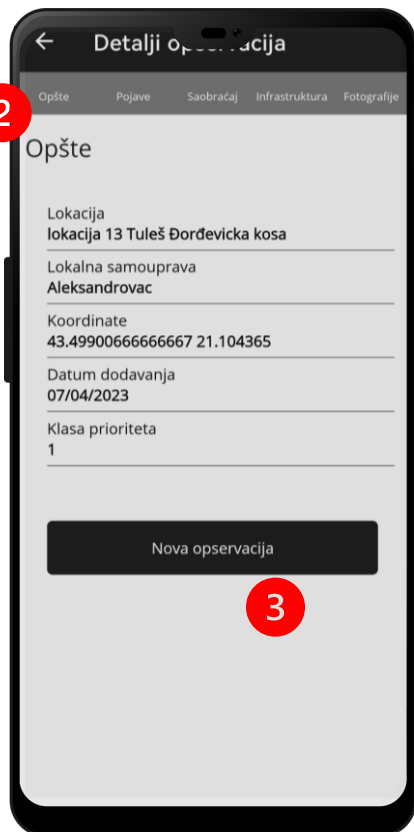 Detalji
Opšte Pojave Saobraćaj Infrastruktura Fotografije
2
Opšte
Lokacija
lokacija 13 Tuleš Đorđevicka kosa
Lokalna samouprava
Aleksandrovac
Koordinate
43.49900666666667 21.104365
Datum dodavanja
07/04/2023
Klasa prioriteta
1
Nova opservacija
3